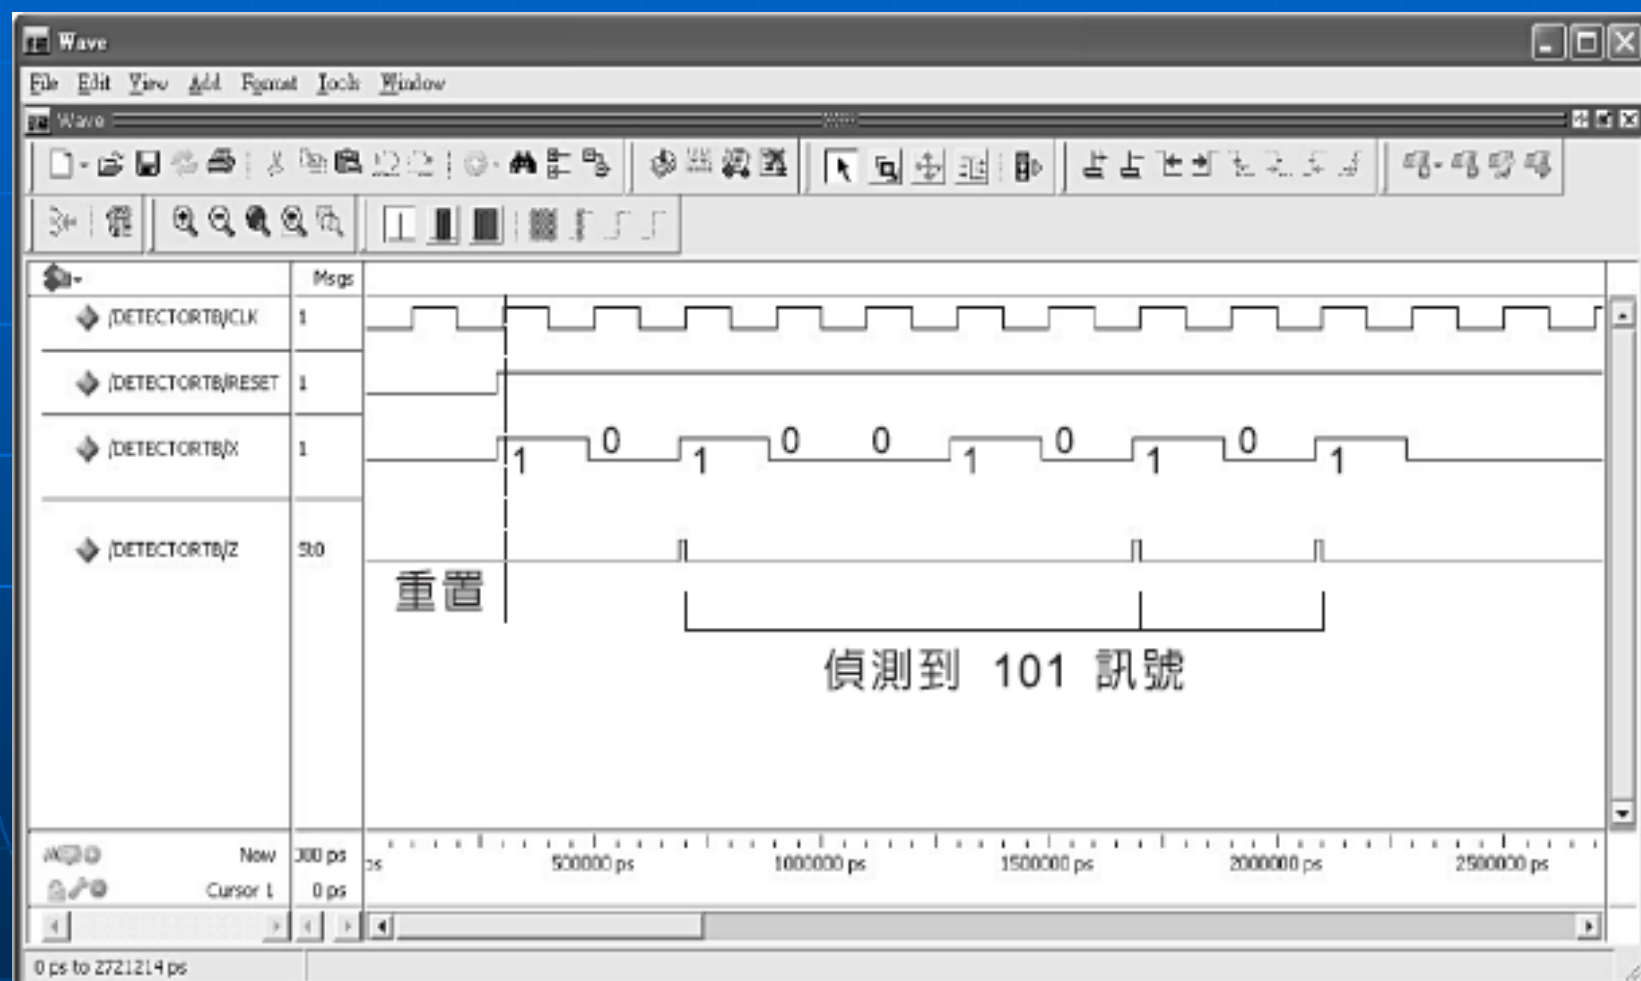 Wave
File Edit View Add Format Tools Window
Wave
Msgs
/DETECTORTB/CLK 1
/DETECTORTB/RESET 1
/DETECTORTB/X 1
1 0 1 0 0 1 0 1 0 1
/DETECTORTB/Z St0
重置
偵測到 101 訊號
Now 000 ps
ps 500000 ps 1000000 ps 1500000 ps 2000000 ps 2500000 ps
Cursor 1 0 ps
0 ps to 2721214 ps